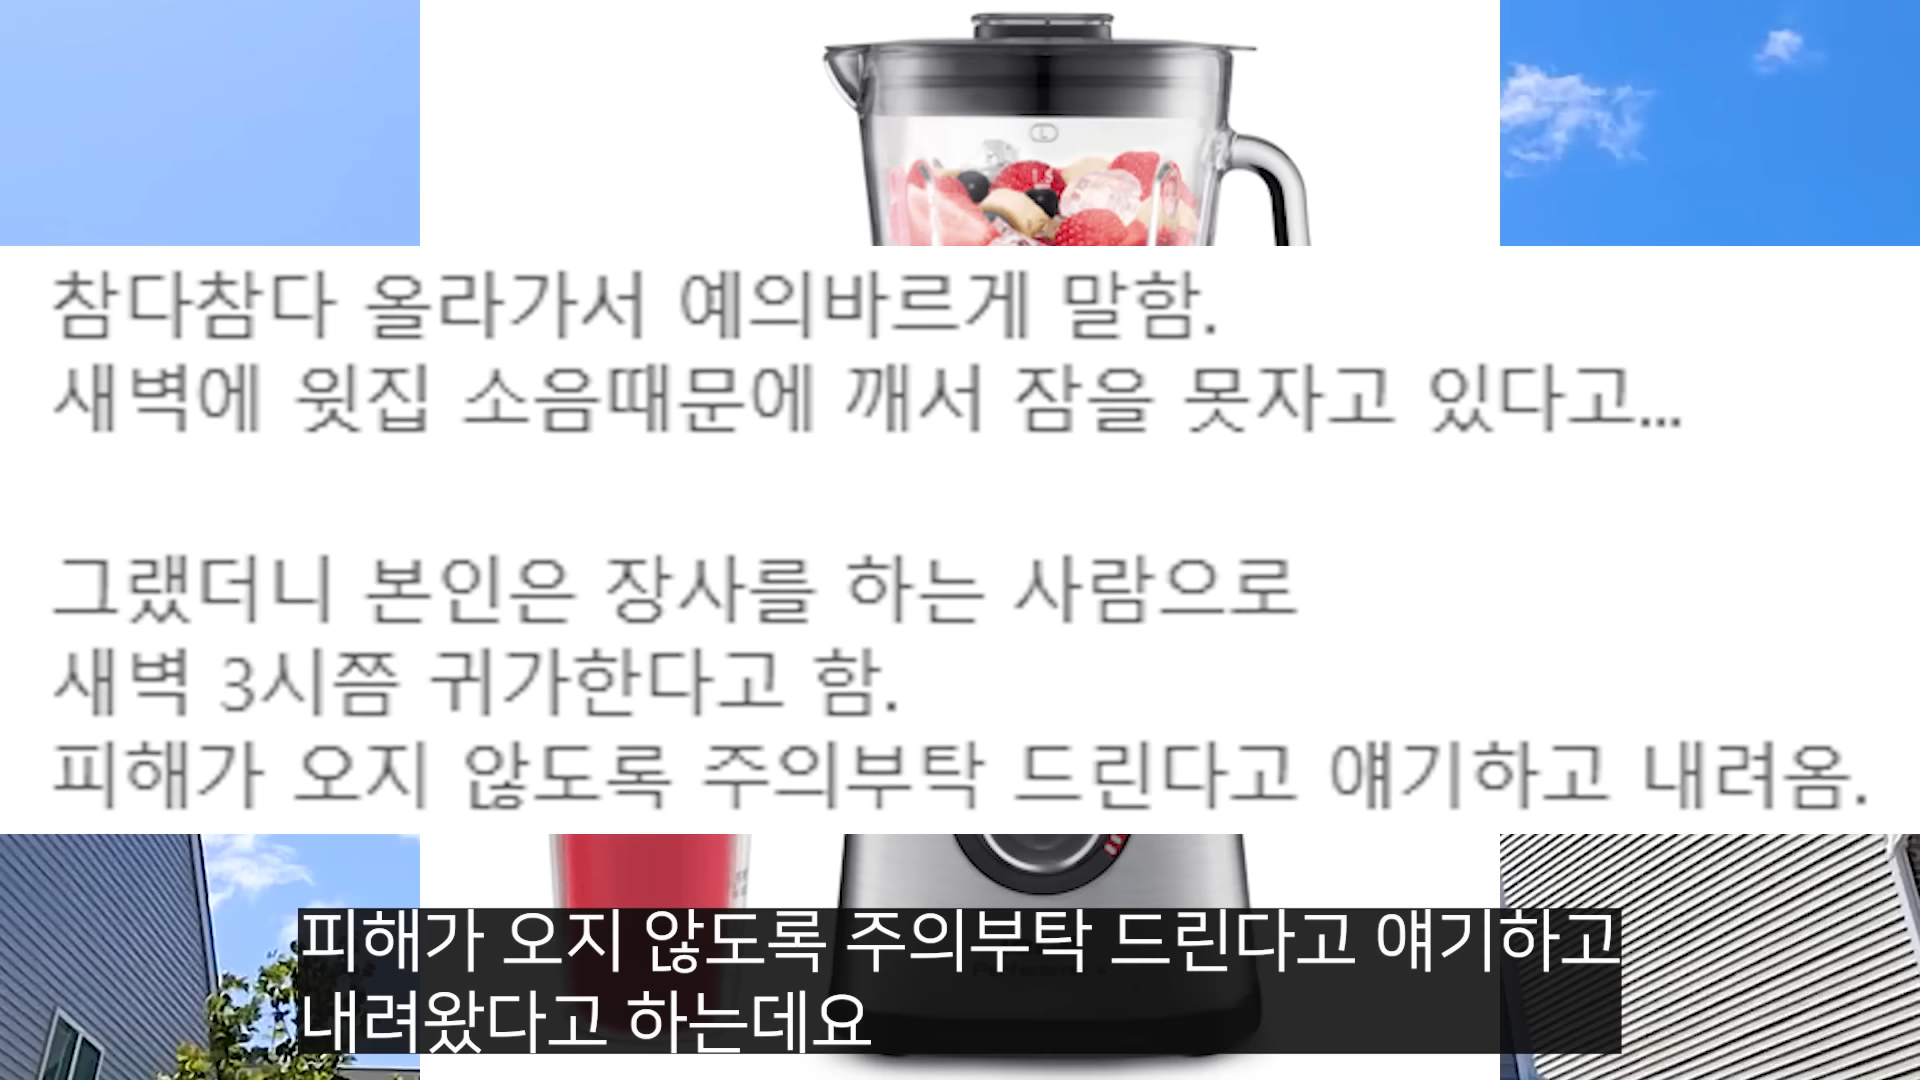 참다참다 올라가서 예의바르게 말함.
새벽에 윗집 소음때문에 깨서 잠을 못자고 있다고...
그랬더니 본인은 장사를 하는 사람으로
새벽 3시쯤 귀가한다고 함.
피해가 오지 않도록 주의부탁 드린다고 얘기하고 내려옴.
피해가 오지 않도록 주의부탁 드린다고 얘기하고
내려왔다고 하는데요